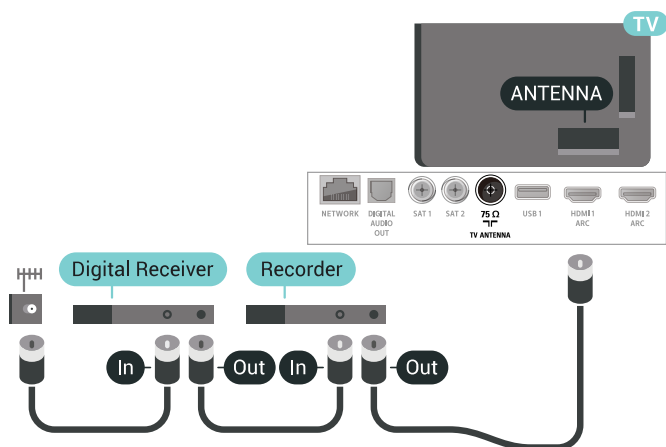 TV
ANTENNA
NETWORK
DIGITAL
AUDIO
OUT
SAT 1
SAT 2
75 Ω
TV ANTENNA
USB 1
HDMI 1
ARC
HDMI 2
ARC
Digital Receiver
Recorder
In
Out
In
Out